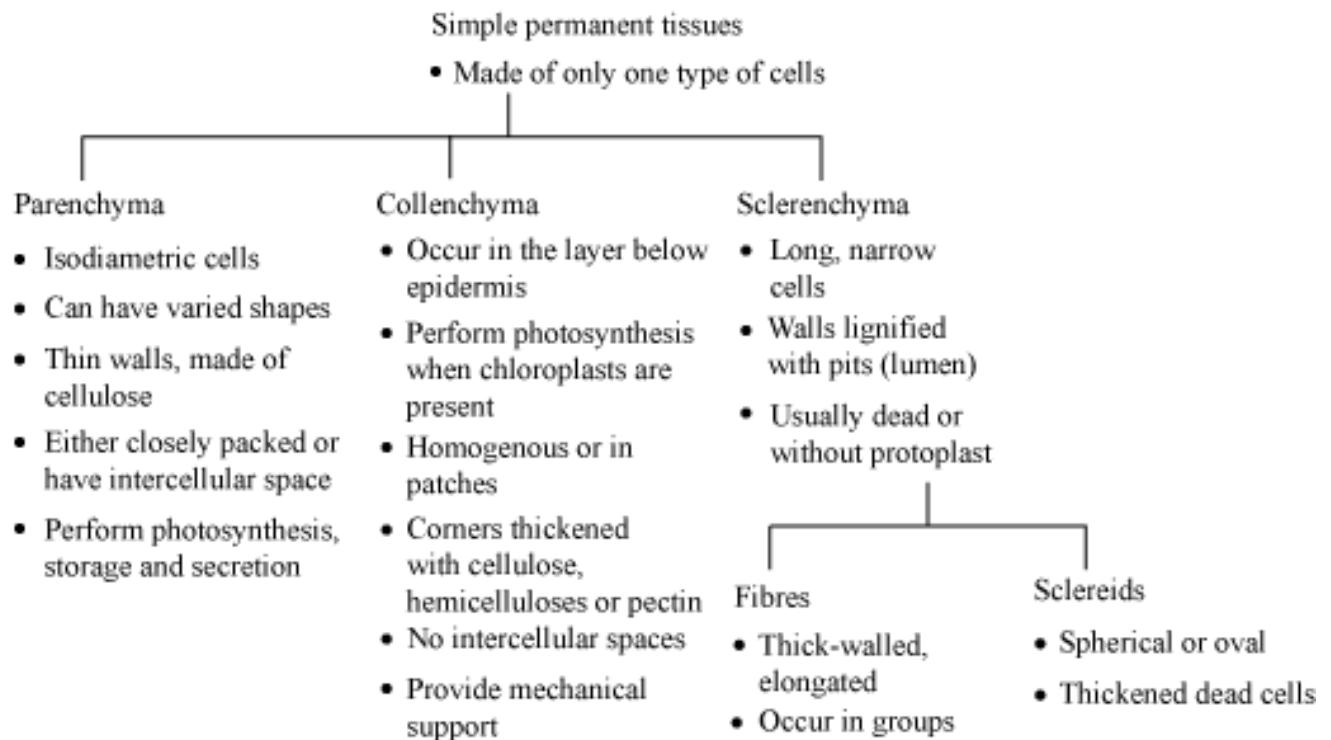 Simple permanent tissues
• Made of only one type of cells
Parenchyma
• Isodiametric cells
• Can have varied shapes
• Thin walls, made of
cellulose
• Either closely packed or
have intercellular space
• Perform photosynthesis,
storage and secretion
Collenchyma
• Occur in the layer below
epidermis
• Perform photosynthesis
when chloroplasts are
present
• Homogenous or in
patches
• Corners thickened
with cellulose,
hemicelluloses or pectin
• No intercellular spaces
• Provide mechanical
support
Sclerenchyma
• Long, narrow
cells
• Walls lignified
with pits (lumen)
• Usually dead or
without protoplast
Fibres
• Thick-walled,
elongated
• Occur in groups
Sclereids
• Spherical or oval
• Thickened dead cells